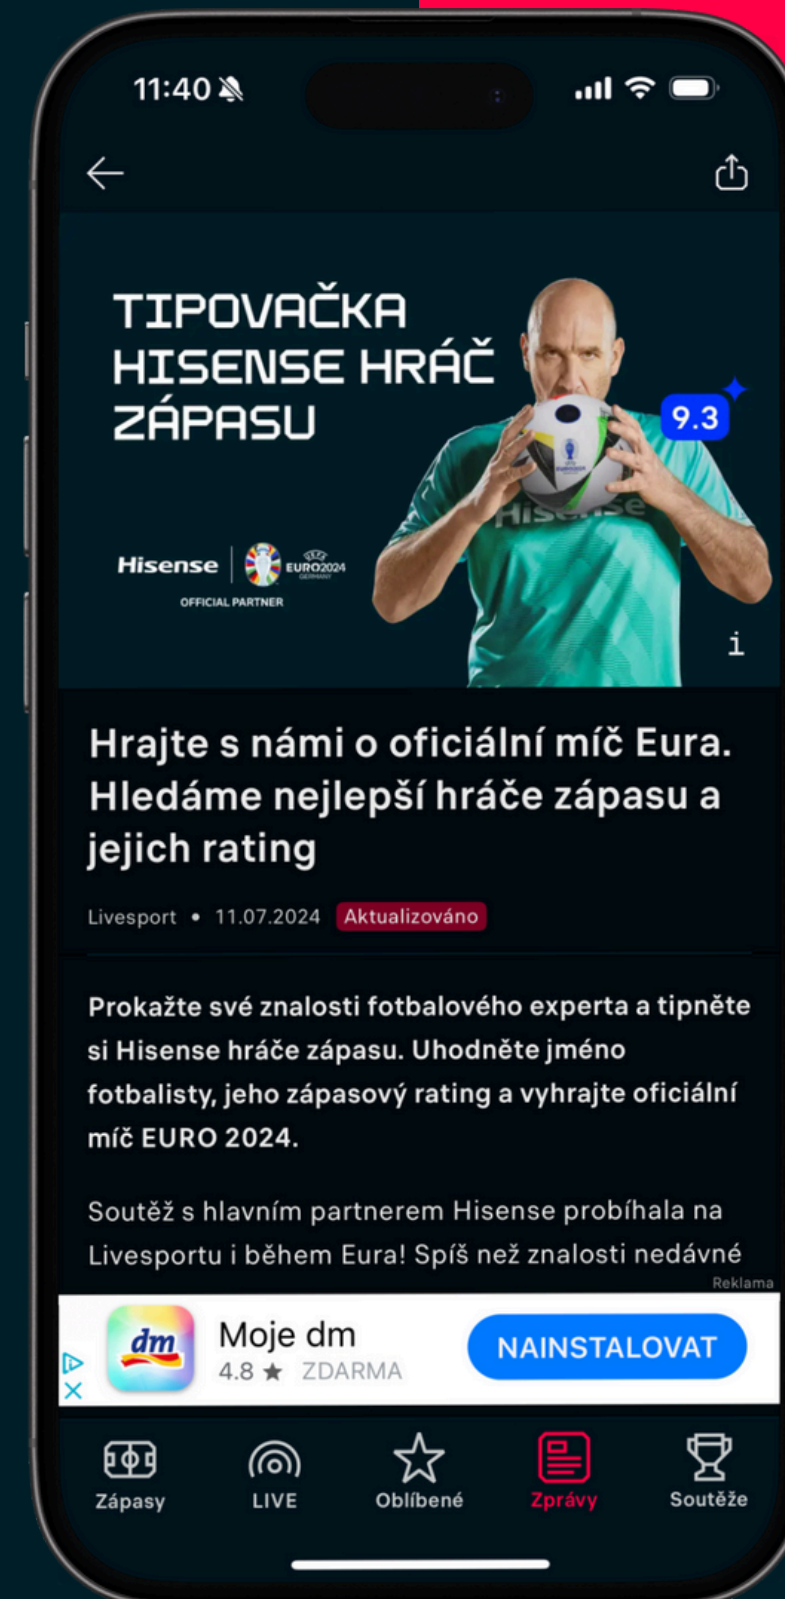 11:40
TIPOVAČKA
HISENSE HRÁČ
ZÁPASU
9.3
Hisense
Hisense
UEFA
EURO2024
GERMANY
OFFICIAL PARTNER
i
Hrajte s námi o oficiální míč Eura.
Hledáme nejlepší hráče zápasu a
jejich rating
Livesport • 11.07.2024 Aktualizováno
Prokažte své znalosti fotbalového experta a tipněte
si Hisense hráče zápasu. Uhodněte jméno
fotbalisty, jeho zápasový rating a vyhrajte oficiální
míč EURO 2024.
Soutěž s hlavním partnerem Hisense probíhala na
Livesportu i během Eura! Spíš než znalosti nedávné
Reklama
dm
Moje dm
4.8 ★ ZDARMA
NAINSTALOVAT
Zápasy
LIVE
Oblíbené
Zprávy
Soutěže